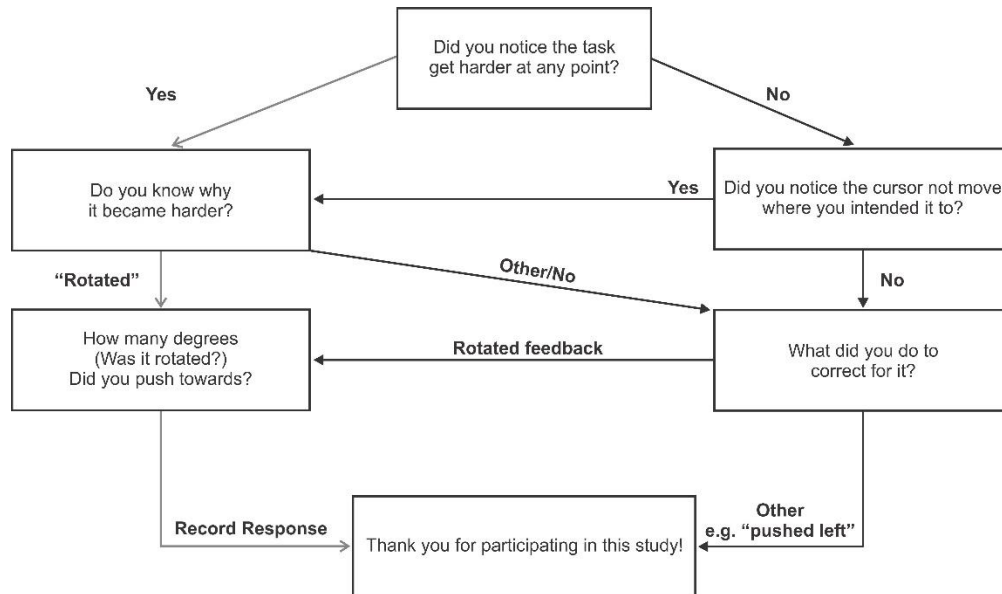 Did you notice the task
get harder at any point?
Yes
No
Do you know why
it became harder?
Yes
Did you notice the cursor not move
where you intended it to?
“Rotated”
Other/No
No
How many degrees
(Was it rotated?)
Did you push towards?
Rotated feedback
What did you do to
correct for it?
Record Response
Thank you for participating in this study!
Other
e.g. “pushed left”